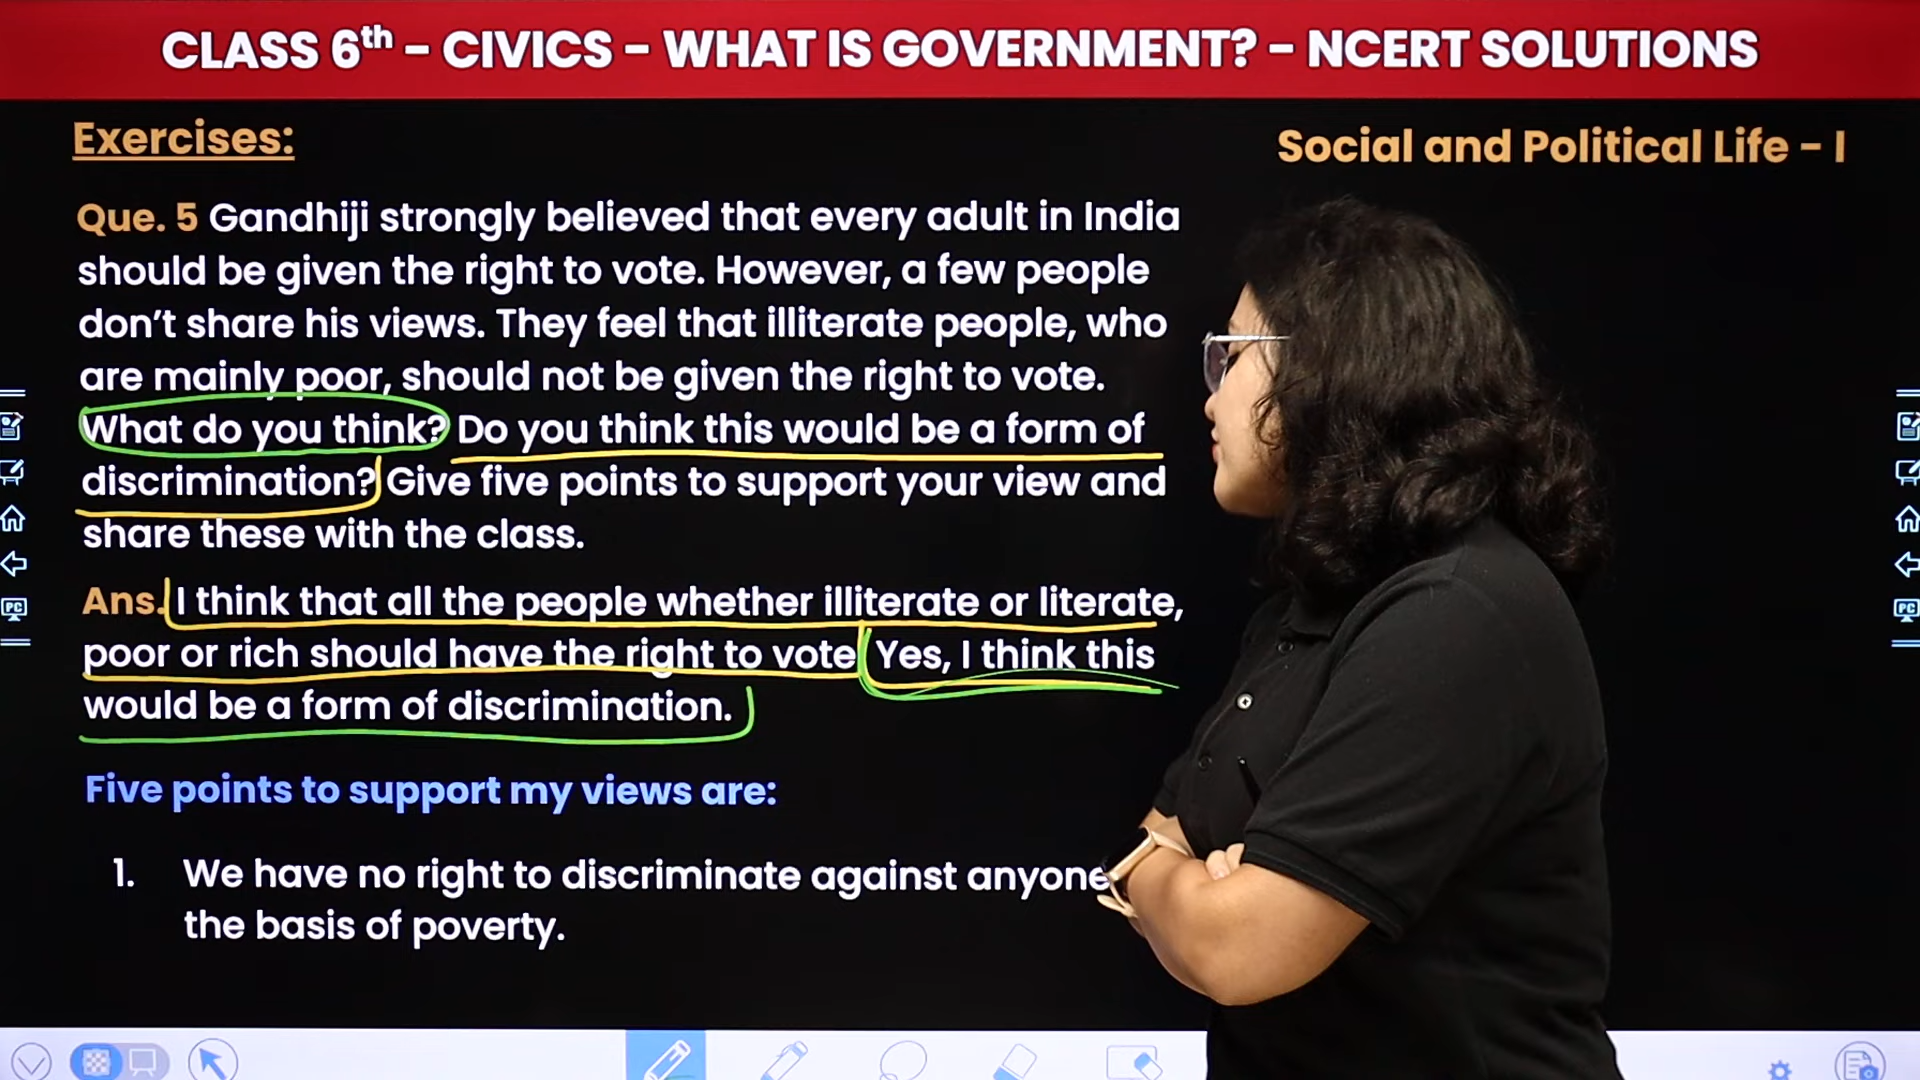 CLASS 6th - CIVICS - WHAT IS GOVERNMENT? - NCERT SOLUTIONS
Exercises:
Social and Political Life - I
Que. 5 Gandhiji strongly believed that every adult in India
should be given the right to vote. However, a few people
don't share his views. They feel that illiterate people, who
are mainly poor, should not be given the right to vote.
What do you think? Do you think this would be a form of
discrimination? Give five points to support your view and
share these with the class.
Ans. I think that all the people whether illiterate or literate,
poor or rich should have the right to vote Yes, I think this
would be a form of discrimination.
Five points to support my views are:
1. We have no right to discriminate against anyone
the basis of poverty.
PC
PC